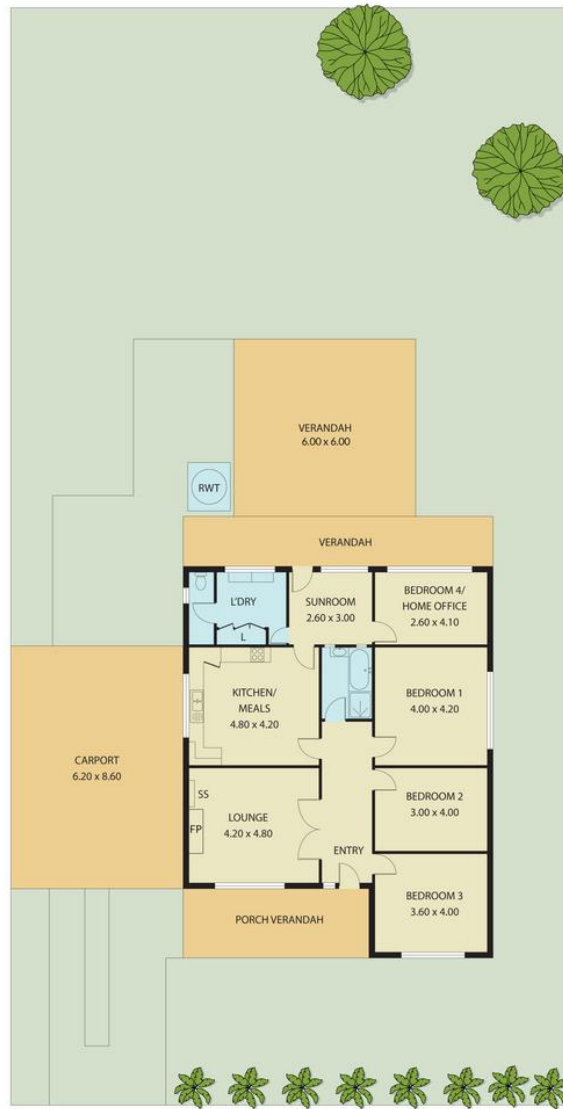 VERANDAH
6.00 x 6.00
RWT
VERANDAH
L'DRY
L
SUNROOM
2.60 x 3.00
BEDROOM 4/
HOME OFFICE
2.60 x 4.10
KITCHEN/
MEALS
4.80 x 4.20
BEDROOM 1
4.00 x 4.20
CARPORT
6.20 x 8.60
SS
FP
LOUNGE
4.20 x 4.80
BEDROOM 2
3.00 x 4.00
ENTRY
BEDROOM 3
3.60 x 4.00
PORCH VERANDAH